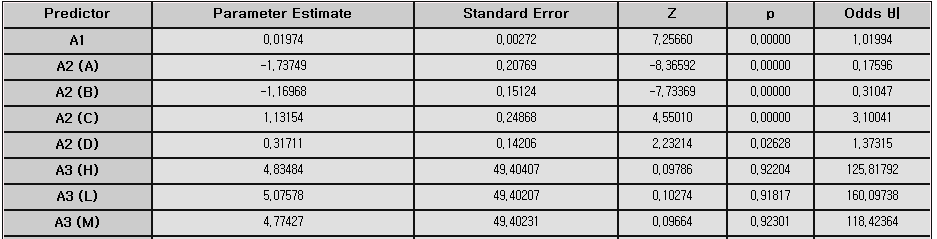 Predictor Parameter Estimate Standard Error Z p Odds 비
A1 0,01974 0,00272 7,25660 0,00000 1,01994
A2 (A) -1,73749 0,20769 -8,36592 0,00000 0,17596
A2 (B) -1,16968 0,15124 -7,73369 0,00000 0,31047
A2 (C) 1,13154 0,24868 4,55010 0,00000 3,10041
A2 (D) 0,31711 0,14206 2,23214 0,02628 1,37315
A3 (H) 4,83484 49,40407 0,09786 0,92204 125,81792
A3 (L) 5,07578 49,40207 0,10274 0,91817 160,09738
A3 (M) 4,77427 49,40231 0,09664 0,92301 118,42364